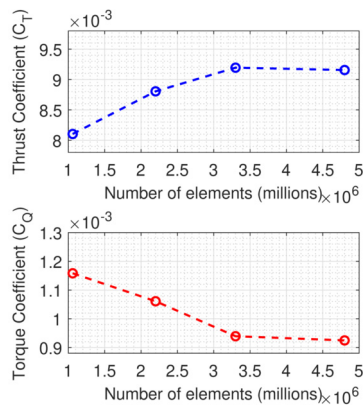 ×10⁻³
Thrust Coefficient (C_T)
9.5
9
8.5
8
1 1.5 2 2.5 3 3.5 4 4.5 5
Number of elements (millions) ×10⁶
×10⁻³
Torque Coefficient (C_Q)
1.3
1.2
1.1
1
0.9
1 1.5 2 2.5 3 3.5 4 4.5 5
Number of elements (millions) ×10⁶